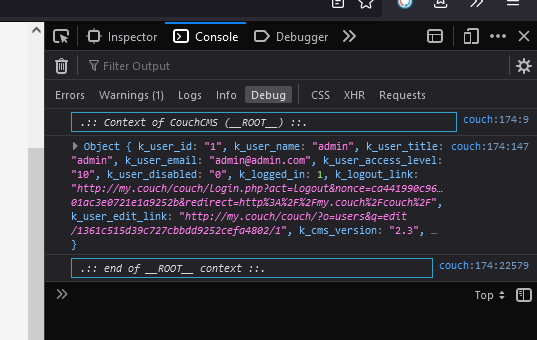 Inspector
Console
Debugger
Filter Output
Errors Warnings (1) Logs Info Debug CSS XHR Requests
.:: Context of CouchCMS (__ROOT__) ::. couch:174:9
Object { k_user_id: "1", k_user_name: "admin", k_user_title: couch:174:147
"admin", k_user_email: "admin@admin.com", k_user_access_level:
"10", k_user_disabled: "0", k_logged_in: 1, k_logout_link:
"http://my.couch/couch/login.php?act=logout&nonce=ca441990c96…
01ac3e0721e1a9252b&redirect=http%3A%2F%2Fmy.couch%2Fcouch%2F",
k_user_edit_link: "http://my.couch/couch/?o=users&q=edit
/1361c515d39c727cbbdd9252cefa4802/1", k_cms_version: "2.3", …
}
.:: end of __ROOT__ context ::. couch:174:22579
Top